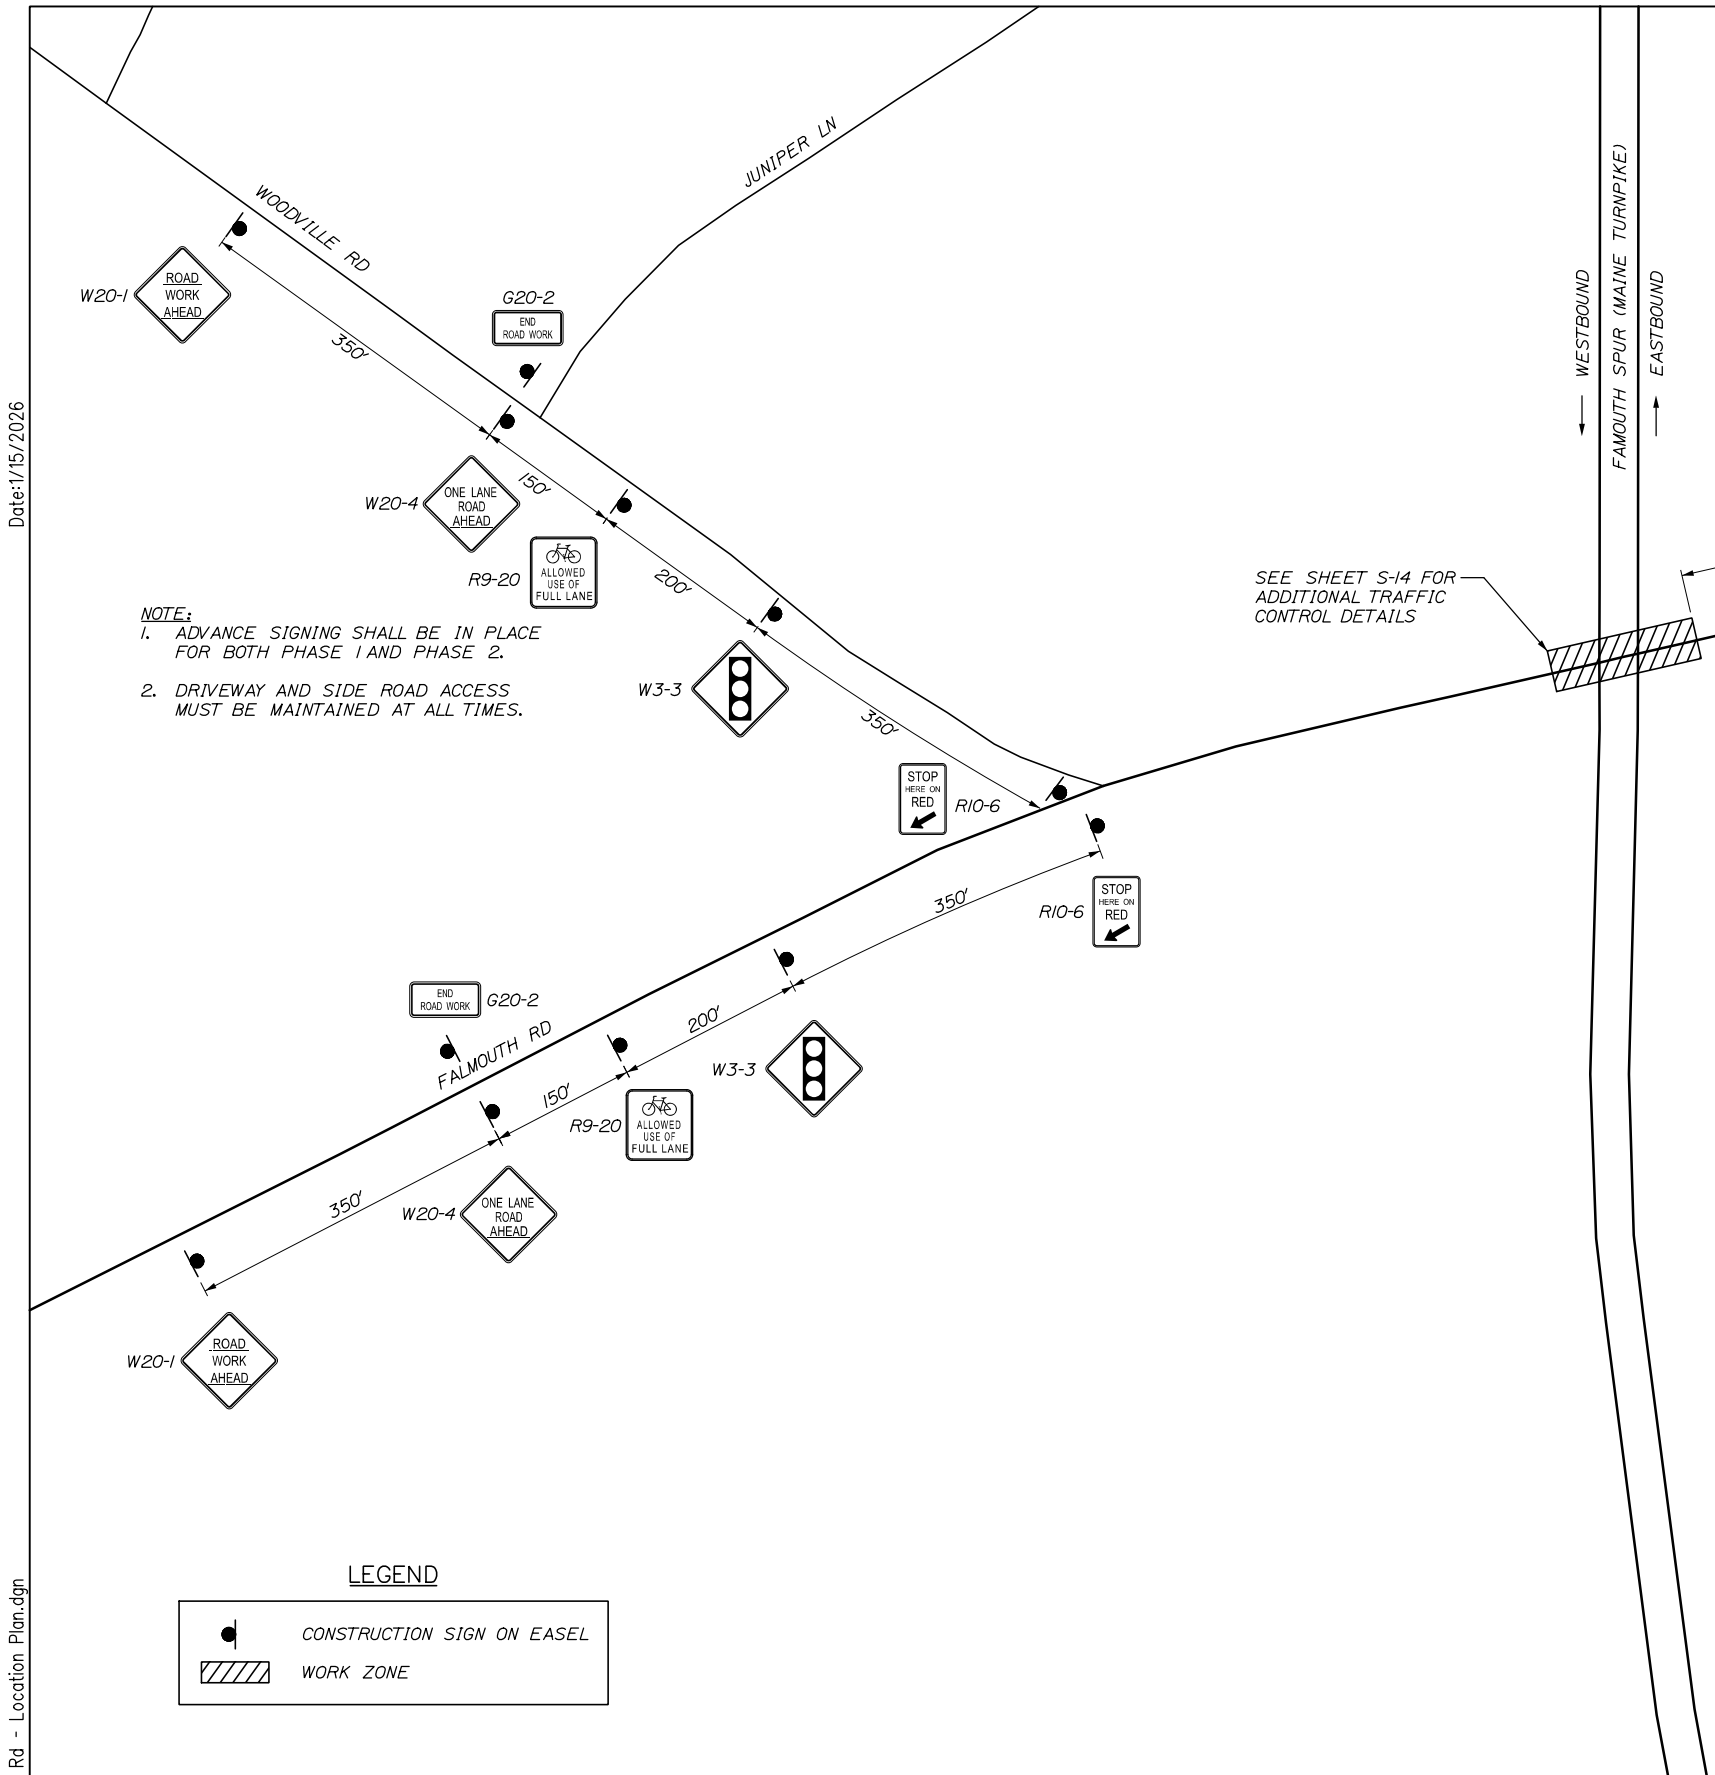 Date:1/15/2026
Rd - Location Plan.dgn
WOODVILLE RD
JUNIPER LN
W20-1
ROAD
WORK
AHEAD
350'
G20-2
END
ROAD WORK
W20-4
ONE LANE
ROAD
AHEAD
150'
R9-20
ALLOWED
USE OF
FULL LANE
200'
NOTE:
1. ADVANCE SIGNING SHALL BE IN PLACE
FOR BOTH PHASE 1 AND PHASE 2.
2. DRIVEWAY AND SIDE ROAD ACCESS
MUST BE MAINTAINED AT ALL TIMES.
W3-3
350'
STOP
HERE ON
RED
R10-6
WESTBOUND
FAMOUTH SPUR (MAINE TURNPIKE)
EASTBOUND
SEE SHEET S-14 FOR
ADDITIONAL TRAFFIC
CONTROL DETAILS
R10-6
STOP
HERE ON
RED
350'
END
ROAD WORK
G20-2
FALMOUTH RD
200'
W3-3
150'
R9-20
ALLOWED
USE OF
FULL LANE
350'
W20-4
ONE LANE
ROAD
AHEAD
W20-1
ROAD
WORK
AHEAD
LEGEND
CONSTRUCTION SIGN ON EASEL
WORK ZONE